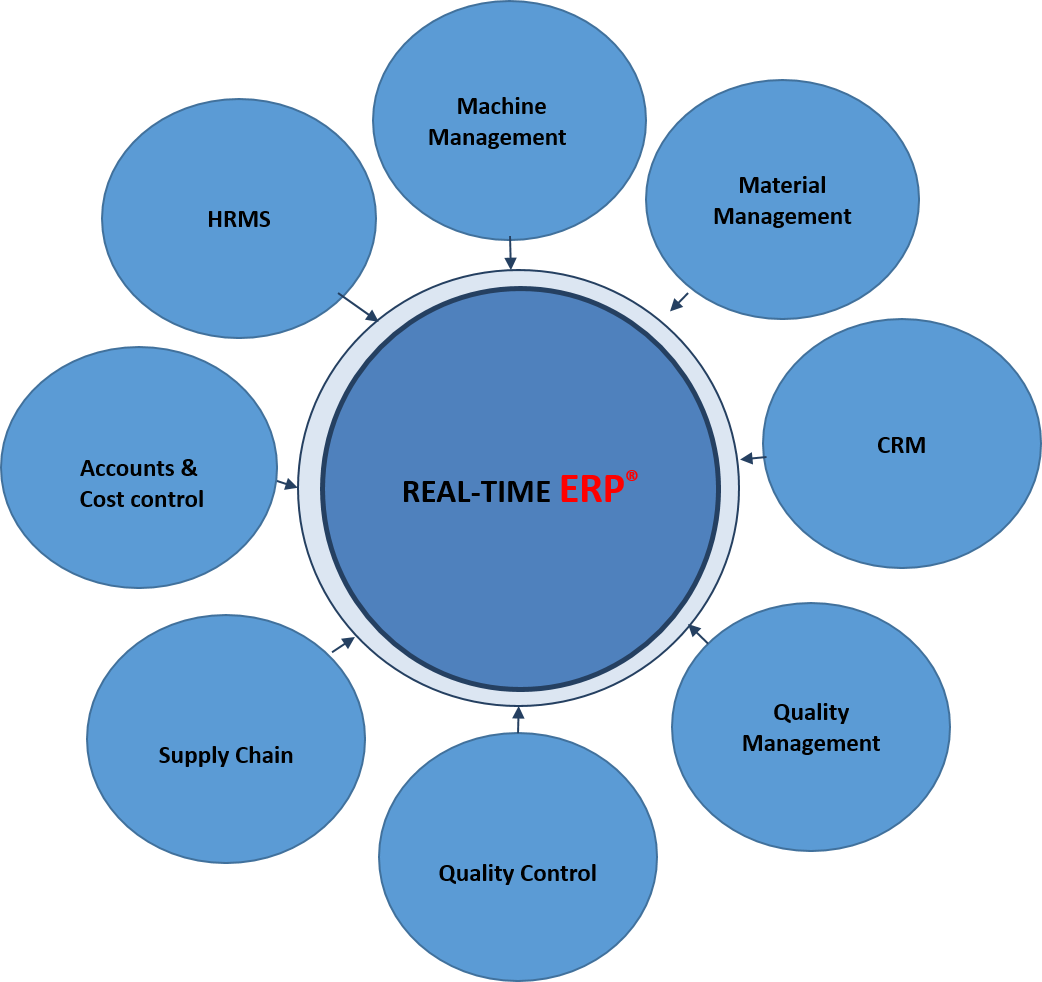 Machine
Management
Material
Management
HRMS
CRM
Accounts &
Cost control
REAL-TIME ERP®
Quality
Management
Supply Chain
Quality Control